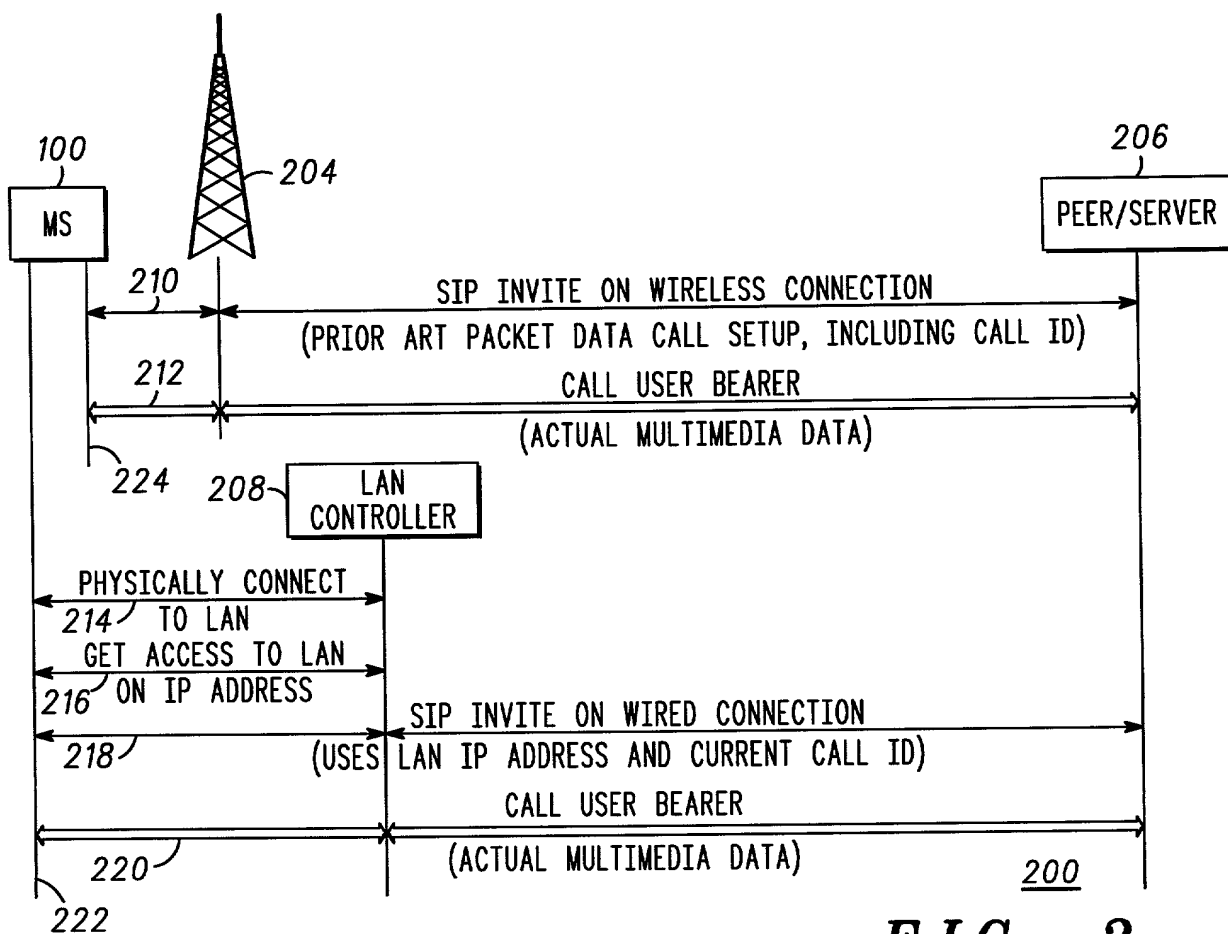 100
204
206
MS
PEER/SERVER
210
SIP INVITE ON WIRELESS CONNECTION
(PRIOR ART PACKET DATA CALL SETUP, INCLUDING CALL ID)
212
CALL USER BEARER
(ACTUAL MULTIMEDIA DATA)
224
208
LAN
CONTROLLER
PHYSICALLY CONNECT
214
TO LAN
GET ACCESS TO LAN
216
ON IP ADDRESS
SIP INVITE ON WIRED CONNECTION
218
(USES LAN IP ADDRESS AND CURRENT CALL ID)
CALL USER BEARER
220
(ACTUAL MULTIMEDIA DATA)
200
222